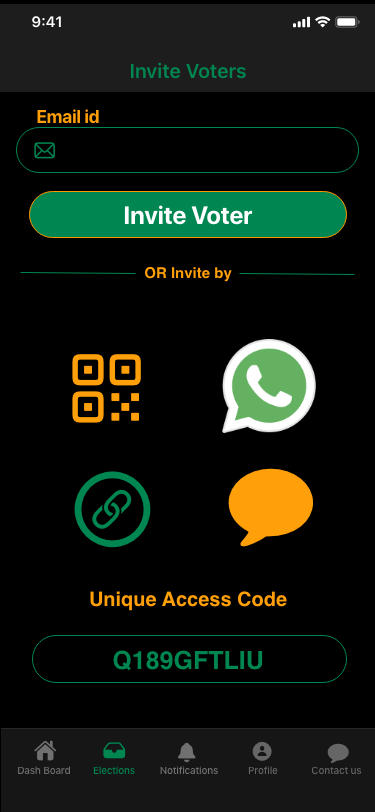 9:41
Invite Voters
Email id
Invite Voter
OR Invite by
Unique Access Code
Q189GFTLIU
Dash Board Elections Notifications Profile Contact us